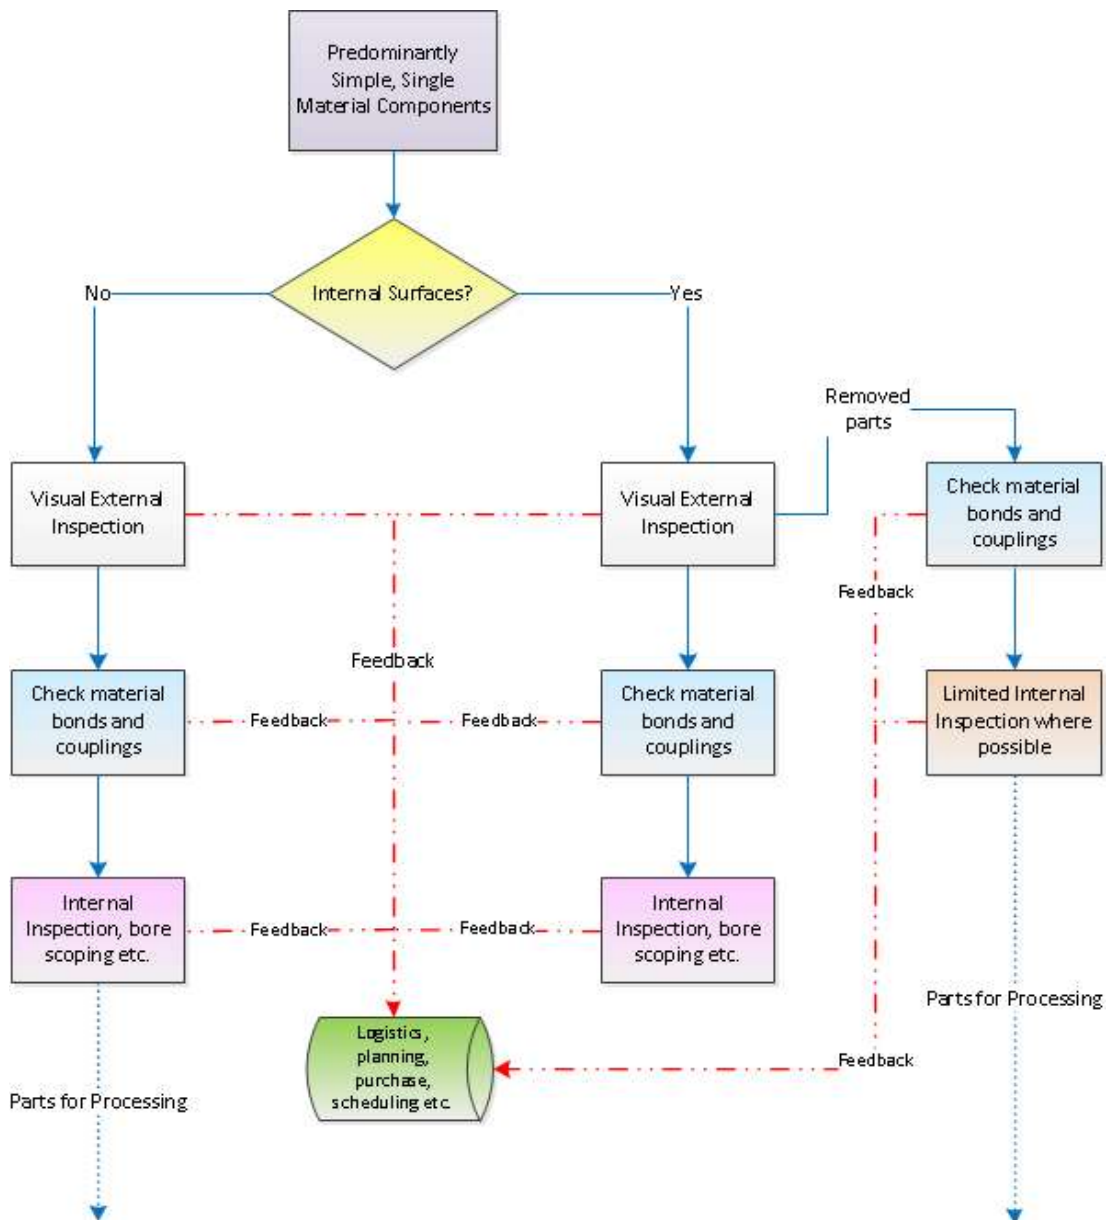 Predominantly
Simple, Single
Material Components
Internal Surfaces?
No
Yes
Removed
parts
Visual External
Inspection
Visual External
Inspection
Check material
bonds and
couplings
Feedback
Feedback
Check material
bonds and
couplings
Feedback
Feedback
Check material
bonds and
couplings
Limited Internal
Inspection where
possible
Internal
Inspection, bore
scoping etc.
Feedback
Feedback
Internal
Inspection, bore
scoping etc.
Parts for Processing
Logistics,
planning,
purchase,
scheduling etc.
Feedback
Parts for Processing